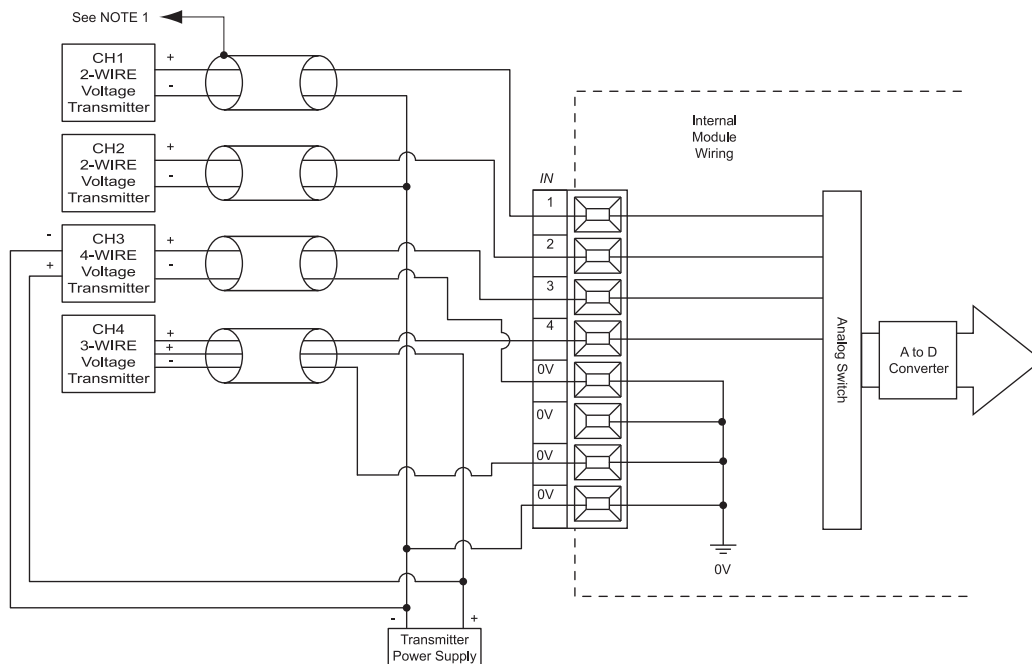 See NOTE 1
CH1
2-WIRE
Voltage
Transmitter
+
-
CH2
2-WIRE
Voltage
Transmitter
+
-
-
+
CH3
4-WIRE
Voltage
Transmitter
+
-
CH4
3-WIRE
Voltage
Transmitter
+
+
-
Internal
Module
Wiring
IN
1
2
3
4
0V
0V
0V
0V
0V
Analog Switch
A to D
Converter
-
+
Transmitter
Power Supply